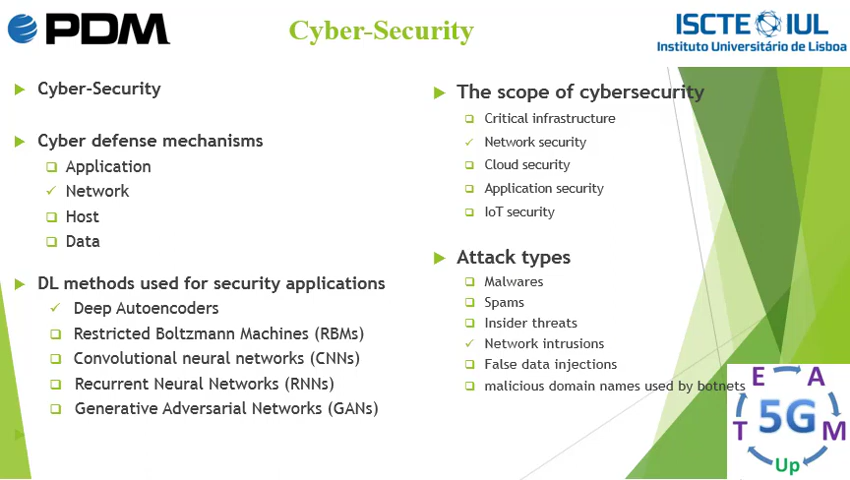 PDM
Cyber-Security
ISCTE IUL
Instituto Universitário de Lisboa
Cyber-Security
Cyber defense mechanisms
Application
Network
Host
Data
DL methods used for security applications
Deep Autoencoders
Restricted Boltzmann Machines (RBMs)
Convolutional neural networks (CNNs)
Recurrent Neural Networks (RNNs)
Generative Adversarial Networks (GANs)
The scope of cybersecurity
Critical infrastructure
Network security
Cloud security
Application security
IoT security
Attack types
Malwares
Spams
Insider threats
Network intrusions
False data injections
malicious domain names used by botnets
E A
T 5G M
Up